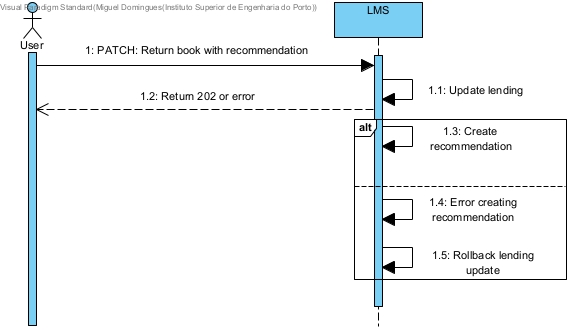 Visual Paradigm Standard(Miguel Domingues(Instituto Superior de Engenharia do Porto))
User
LMS
1: PATCH: Return book with recommendation
1.1: Update lending
1.2: Return 202 or error
alt
1.3: Create
recommendation
1.4: Error creating
recommendation
1.5: Rollback lending
update